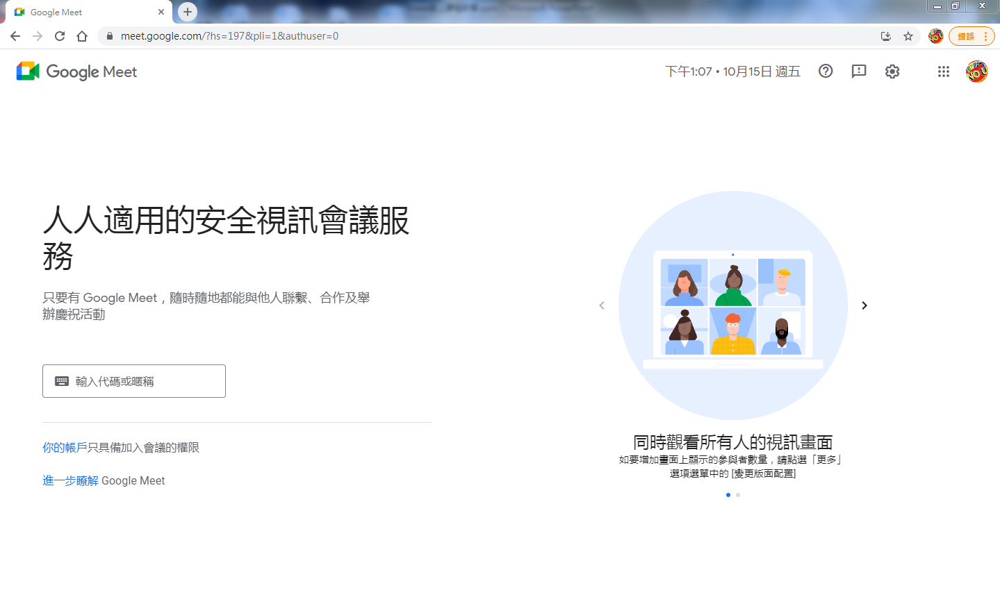 Google Meet
meet.google.com/?hs=197&pli=1&authuser=0
錯誤
Google Meet
下午1:07 • 10月15日 週五
人人適用的安全視訊會議服
務
只要有 Google Meet，隨時隨地都能與他人聯繫、合作及舉
辦慶祝活動
輸入代碼或暱稱
你的帳戶只具備加入會議的權限
進一步瞭解 Google Meet
同時觀看所有人的視訊畫面
如要增加畫面上顯示的參與者數量，請點選「更多」
選項選單中的 [變更版面配置]